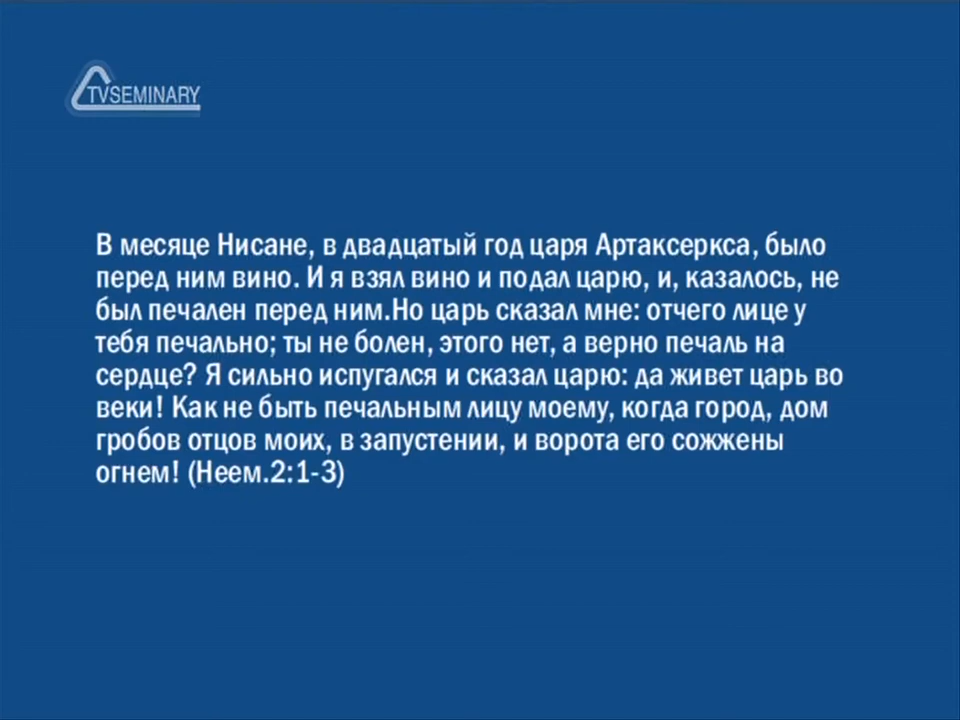 TVSEMINARY
В месяце Нисане, в двадцатый год царя Артаксеркса, было
перед ним вино. И я взял вино и подал царю, и, казалось, не
был печален перед ним.Но царь сказал мне: отчего лице у
тебя печально; ты не болен, этого нет, а верно печаль на
сердце? Я сильно испугался и сказал царю: да живет царь во
веки! Как не быть печальным лицу моему, когда город, дом
гробов отцов моих, в запустении, и ворота его сожжены
огнем! (Неем.2:1-3)